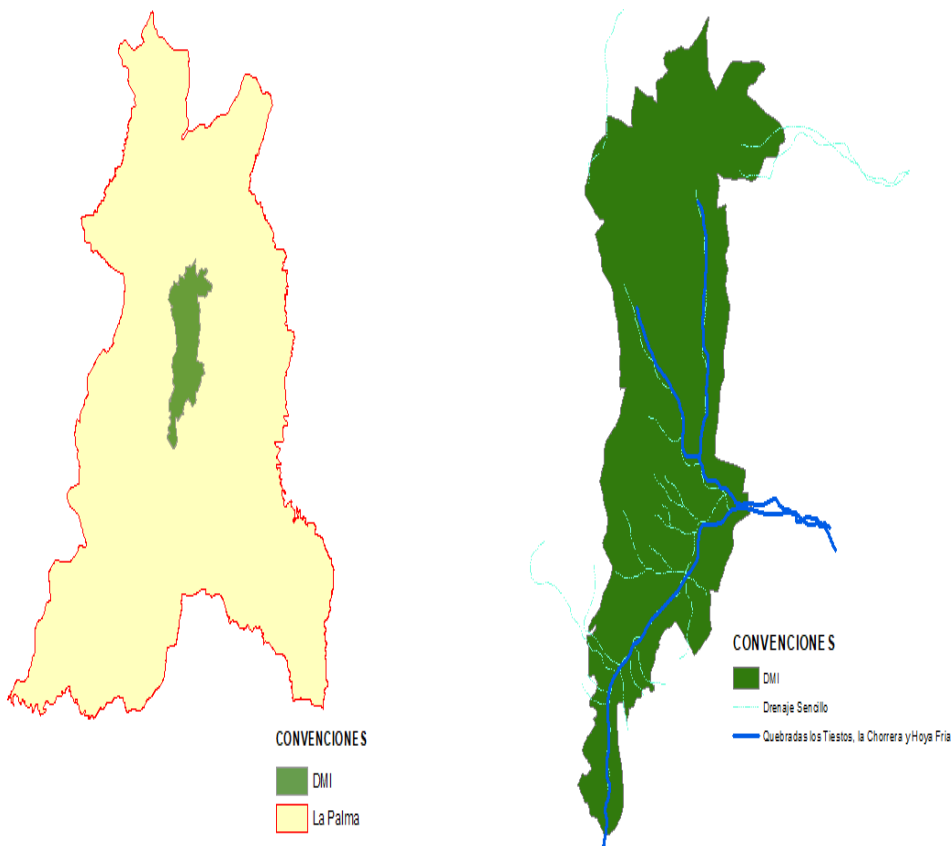 CONVENCIONES
DMI
La Palma
CONVENCIONES
DMI
Drenaje Sencillo
Quebradas los Tiestos, la Chorrera y Hoya Fria